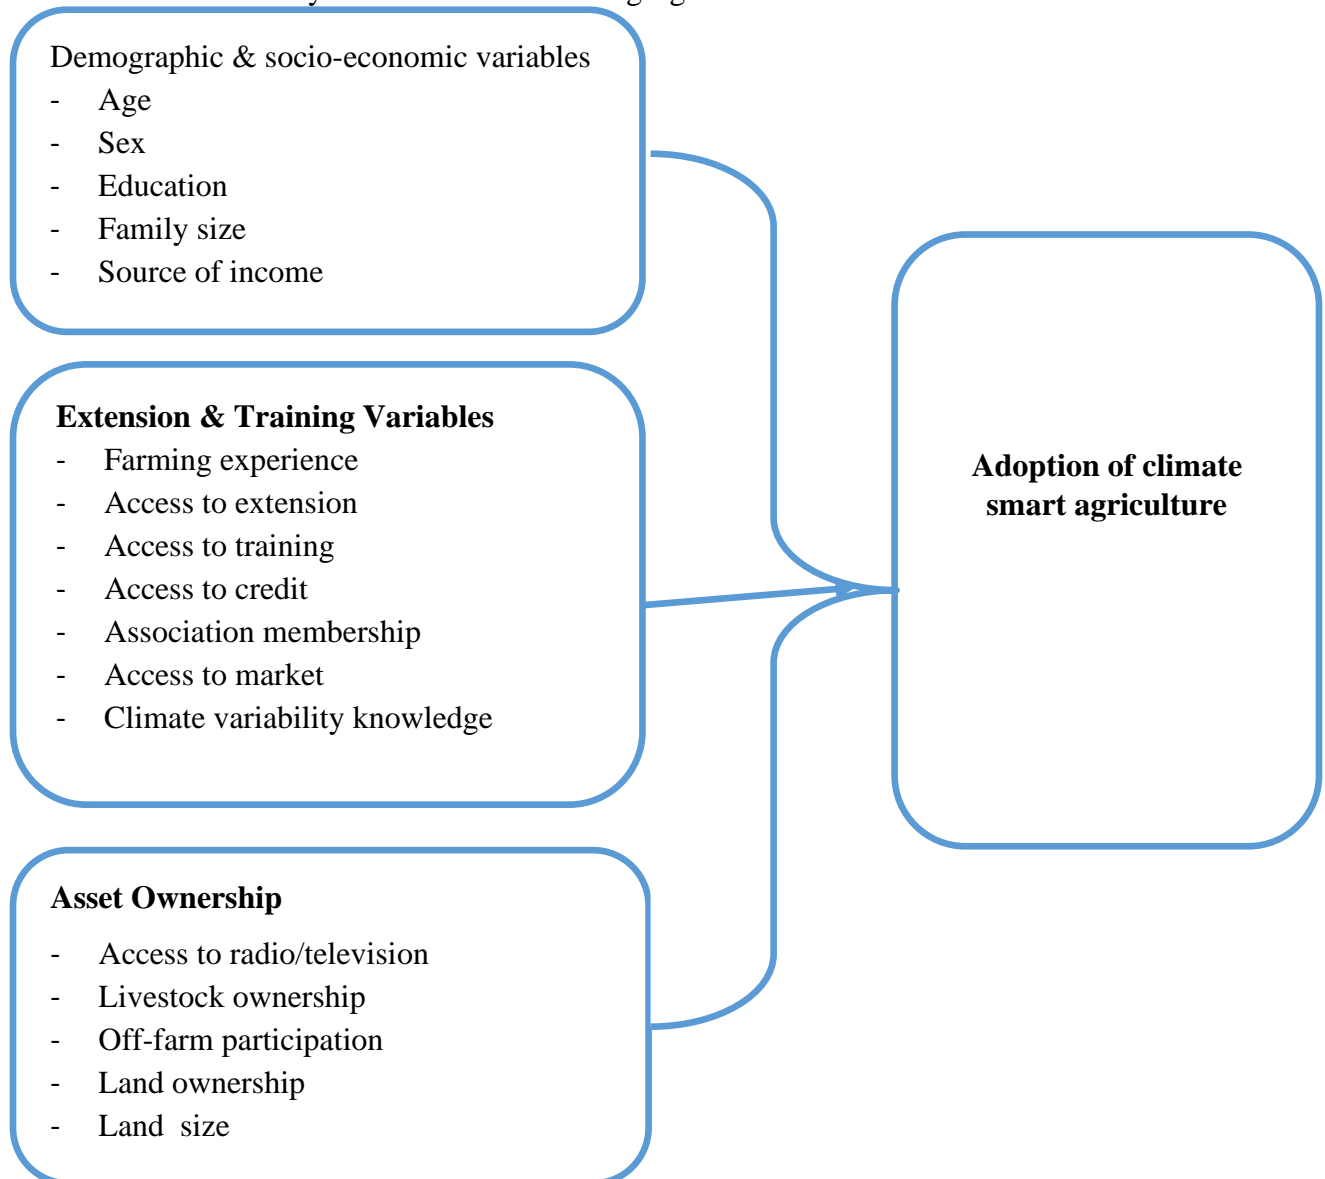 Demographic & socio-economic variables
- Age
- Sex
- Education
- Family size
- Source of income
Extension & Training Variables
- Farming experience
- Access to extension
- Access to training
- Access to credit
- Association membership
- Access to market
- Climate variability knowledge
Asset Ownership
- Access to radio/television
- Livestock ownership
- Off-farm participation
- Land ownership
- Land  size
Adoption of climate
smart agriculture